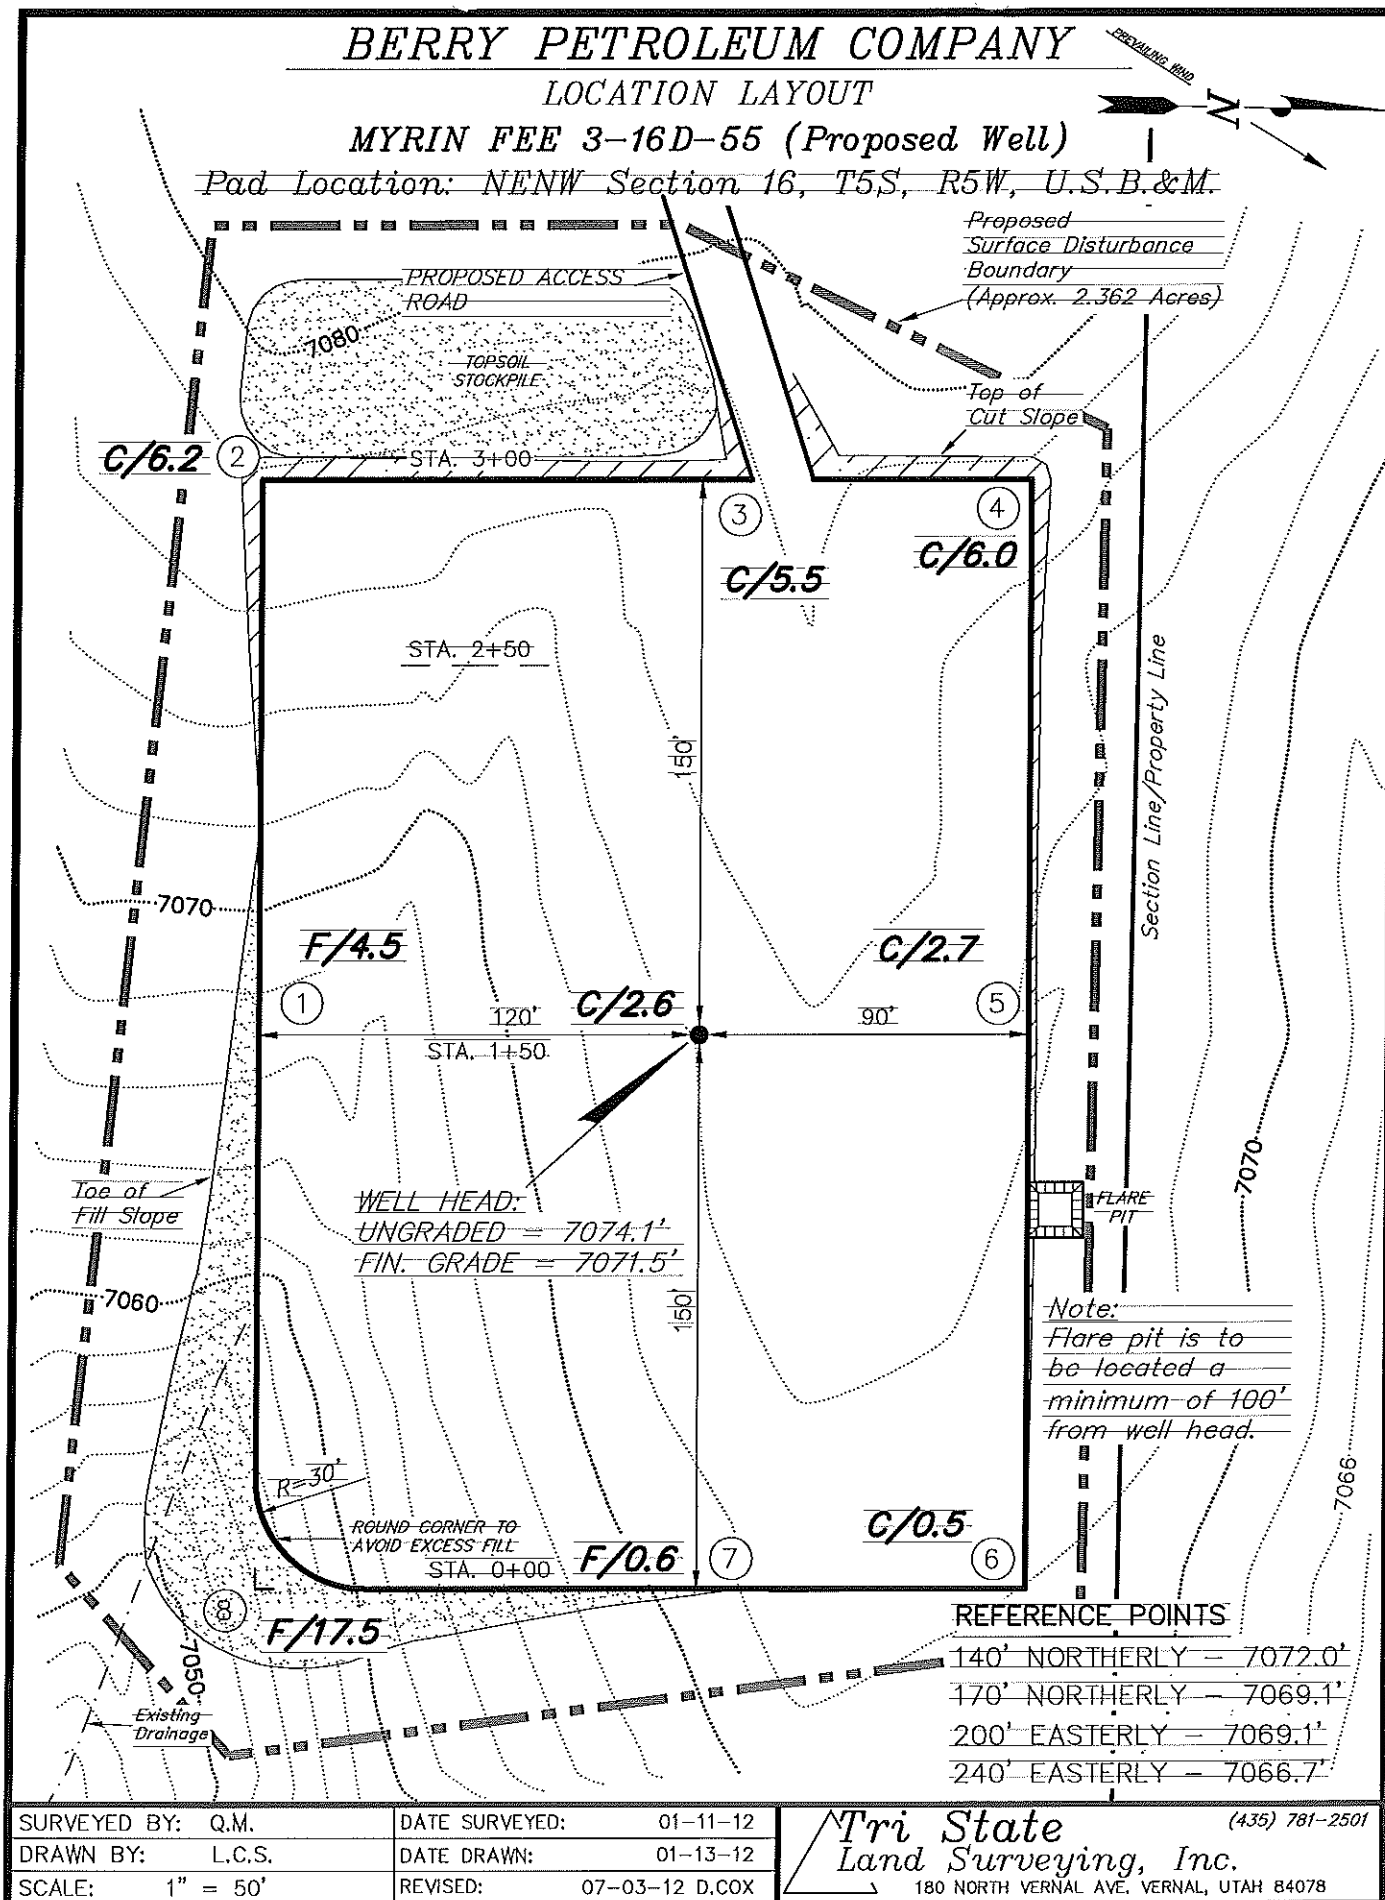 BERRY PETROLEUM COMPANY
LOCATION LAYOUT
MYRIN FEE 3-16D-55 (Proposed Well)
Pad Location: NENW Section 16, T5S, R5W, U.S.B.&M.
PREVAILING WIND
N
Proposed
Surface Disturbance
Boundary
(Approx. 2.362 Acres)
PROPOSED ACCESS
ROAD
7080
TOPSOIL
STOCKPILE
Top of
Cut Slope
C/6.2
2
STA. 3+00
3
4
C/5.5
C/6.0
STA. 2+50
150'
Section Line/Property Line
7070
F/4.5
C/2.7
1
C/2.6
5
120'
90'
STA. 1+50
Toe of
Fill Slope
WELL HEAD:
UNGRADED = 7074.1'
FIN. GRADE = 7071.5'
7070
FLARE
PIT
7060
150'
Note:
Flare pit is to
be located a
minimum of 100'
from well head.
R=30'
7066
ROUND CORNER TO
AVOID EXCESS FILL
STA. 0+00
F/0.6
7
C/0.5
6
F/17.5
7050
Existing
Drainage
REFERENCE POINTS
140' NORTHERLY - 7072.0'
170' NORTHERLY - 7069.1'
200' EASTERLY - 7069.1'
240' EASTERLY - 7066.7'
SURVEYED BY: Q.M.
DATE SURVEYED: 01-11-12
DRAWN BY: L.C.S.
DATE DRAWN: 01-13-12
SCALE: 1" = 50'
REVISED: 07-03-12 D.COX
Tri State
Land Surveying, Inc.
(435) 781-2501
180 NORTH VERNAL AVE. VERNAL, UTAH 84078